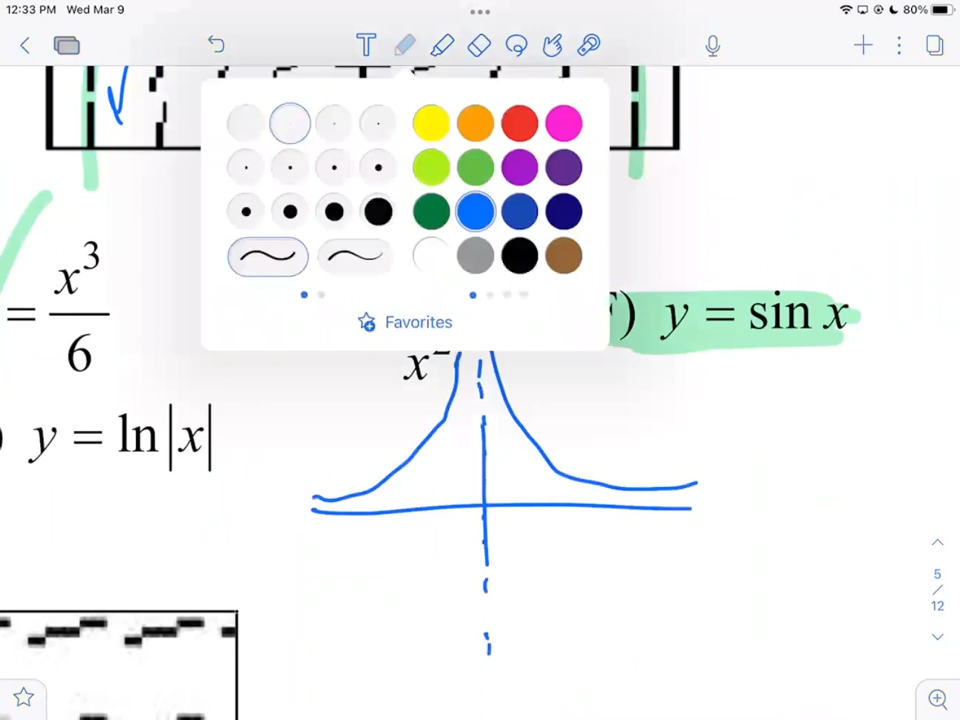 12:33 PM Wed Mar 9
80%
Favorites
= x³/6
) y = sin x
x²
) y = ln|x|
5
/
12